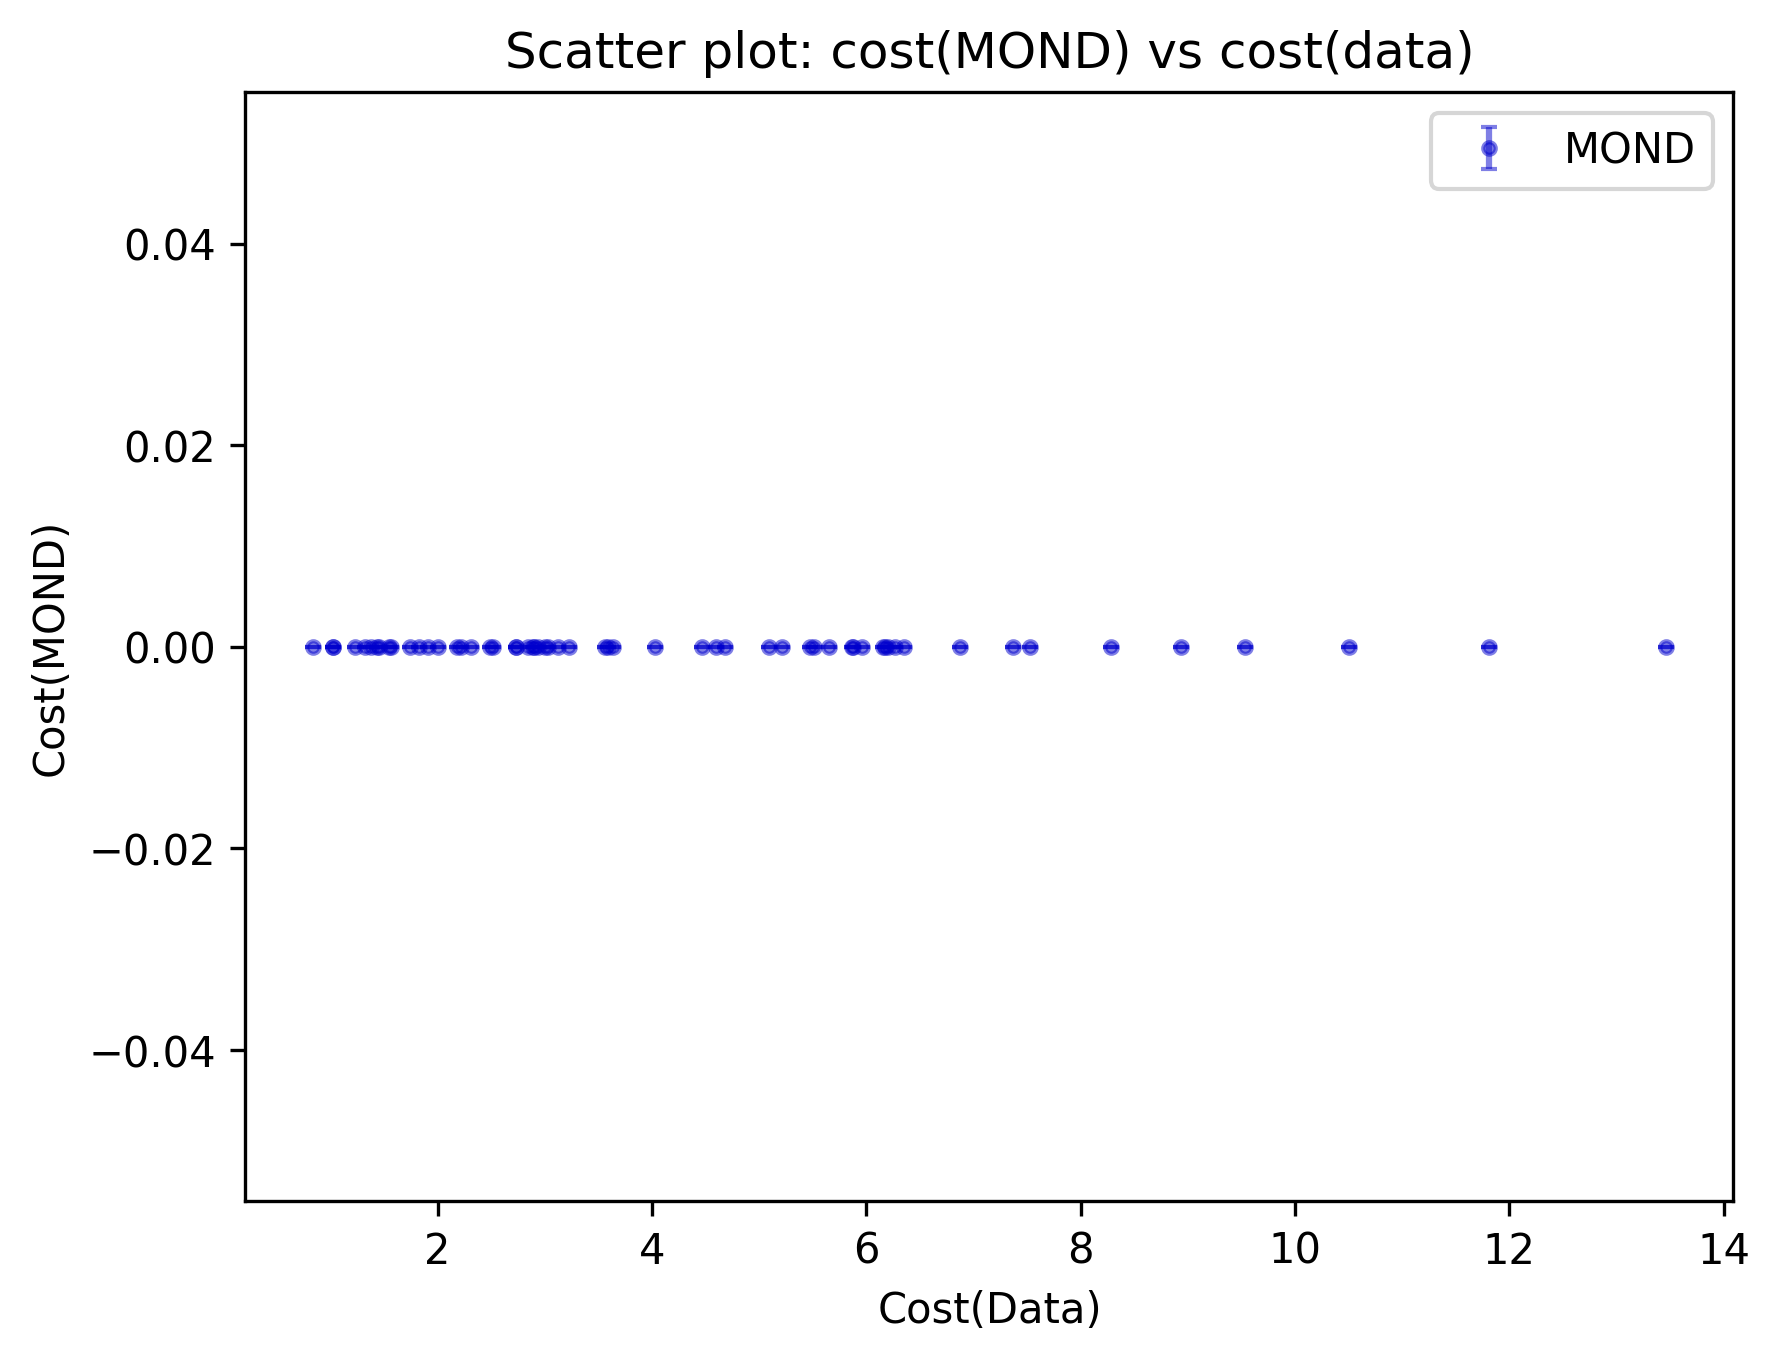 Scatter plot: cost(MOND) vs cost(data)
MOND
0.04
0.02
0.00
−0.02
−0.04
Cost(MOND)
2 4 6 8 10 12 14
Cost(Data)